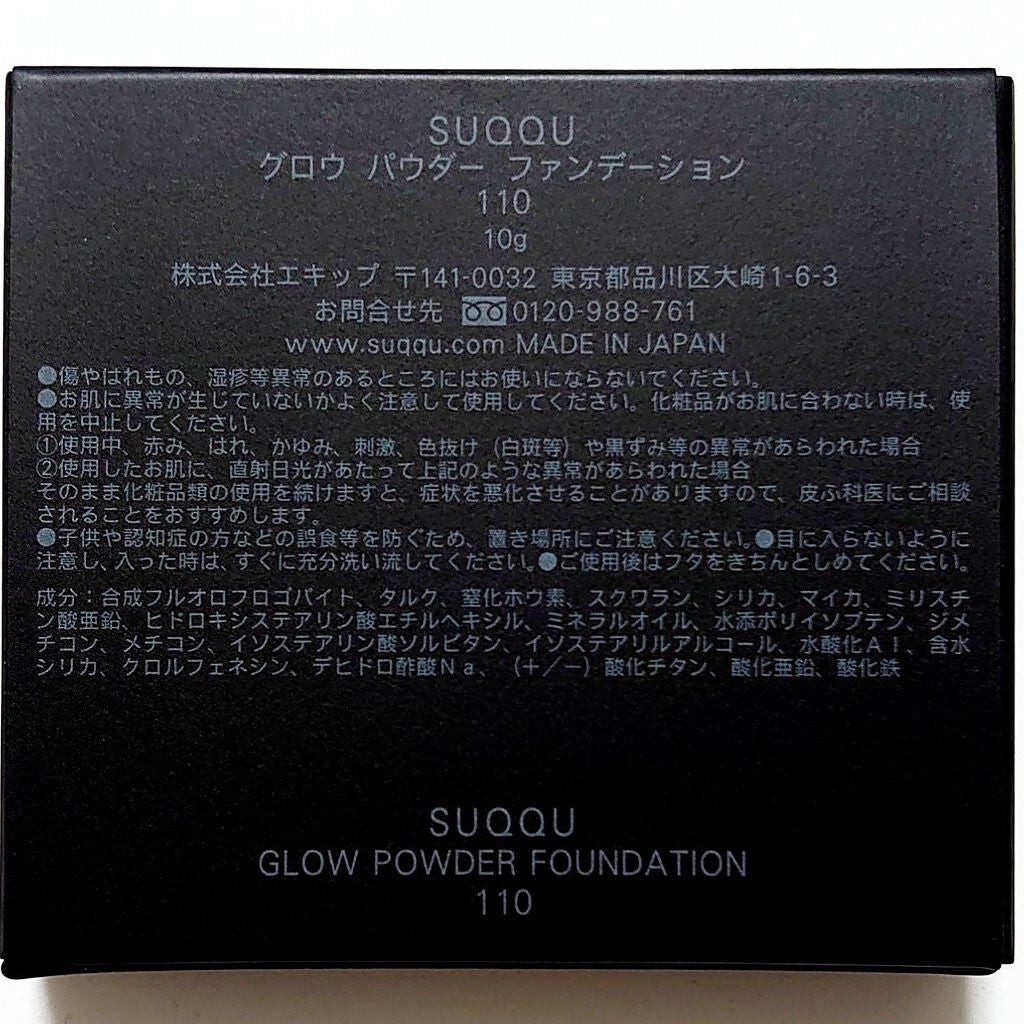 SUQQU
グロウ パウダー ファンデーション
110
10g
株式会社エキップ 〒141-0032 東京都品川区大崎1-6-3
お問合せ先 0120-988-761
www.suqqu.com MADE IN JAPAN
●傷やはれもの、湿疹等異常のあるところにはお使いにならないでください。
●お肌に異常が生じていないかよく注意して使用してください。化粧品がお肌に合わない時は、使
用を中止してください。
①使用中、赤み、はれ、かゆみ、刺激、色抜け（白斑等）や黒ずみ等の異常があらわれた場合
②使用したお肌に、直射日光があたって上記のような異常があらわれた場合
そのまま化粧品類の使用を続けますと、症状を悪化させることがありますので、皮ふ科医にご相談
されることをおすすめします。
●子供や認知症の方などの誤食等を防ぐため、置き場所にご注意ください。●目に入らないように
注意し、入った時は、すぐに充分洗い流してください。●ご使用後はフタをきちんとしめてください。
成分：合成フルオロフロゴパイト、タルク、窒化ホウ素、スクワラン、シリカ、マイカ、ミリスチ
ン酸亜鉛、ヒドロキシステアリン酸エチルヘキシル、ミネラルオイル、水添ポリイソブテン、ジメ
チコン、メチコン、イソステアリン酸ソルビタン、イソステアリルアルコール、水酸化Ａｌ、含水
シリカ、クロルフェネシン、デヒドロ酢酸Ｎａ、（＋／－）酸化チタン、酸化亜鉛、酸化鉄
SUQQU
GLOW POWDER FOUNDATION
110